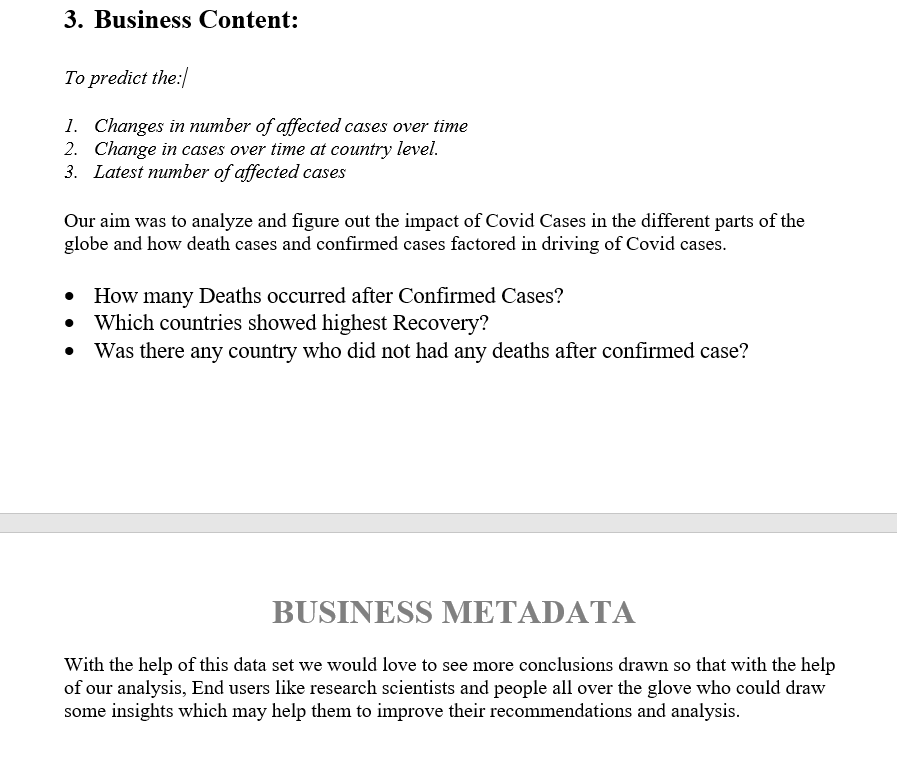 3. Business Content:
To predict the:
1. Changes in number of affected cases over time
2. Change in cases over time at country level.
3. Latest number of affected cases
Our aim was to analyze and figure out the impact of Covid Cases in the different parts of the
globe and how death cases and confirmed cases factored in driving of Covid cases.
• How many Deaths occurred after Confirmed Cases?
• Which countries showed highest Recovery?
• Was there any country who did not had any deaths after confirmed case?
BUSINESS METADATA
With the help of this data set we would love to see more conclusions drawn so that with the help
of our analysis, End users like research scientists and people all over the glove who could draw
some insights which may help them to improve their recommendations and analysis.